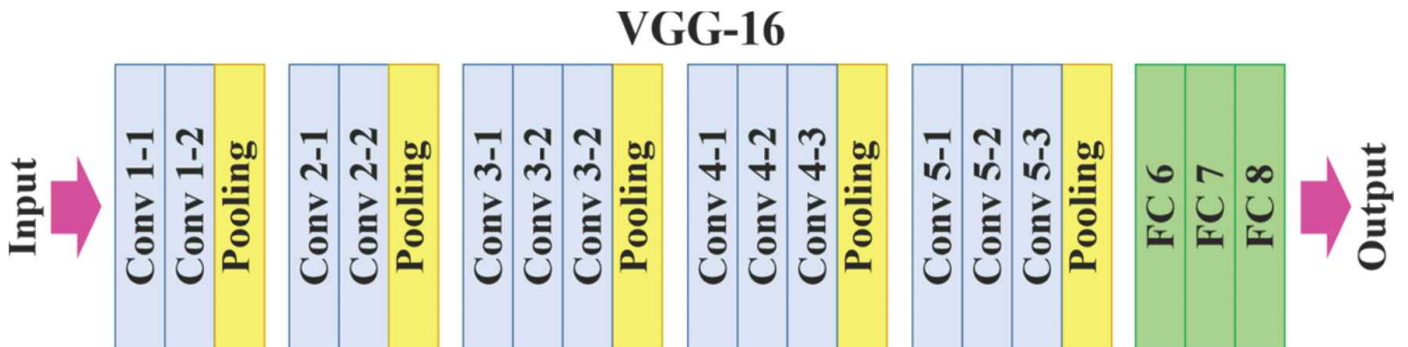 VGG-16
Input
Conv 1-1
Conv 1-2
Pooling
Conv 2-1
Conv 2-2
Pooling
Conv 3-1
Conv 3-2
Conv 3-2
Pooling
Conv 4-1
Conv 4-2
Conv 4-3
Pooling
Conv 5-1
Conv 5-2
Conv 5-3
Pooling
FC 6
FC 7
FC 8
Output